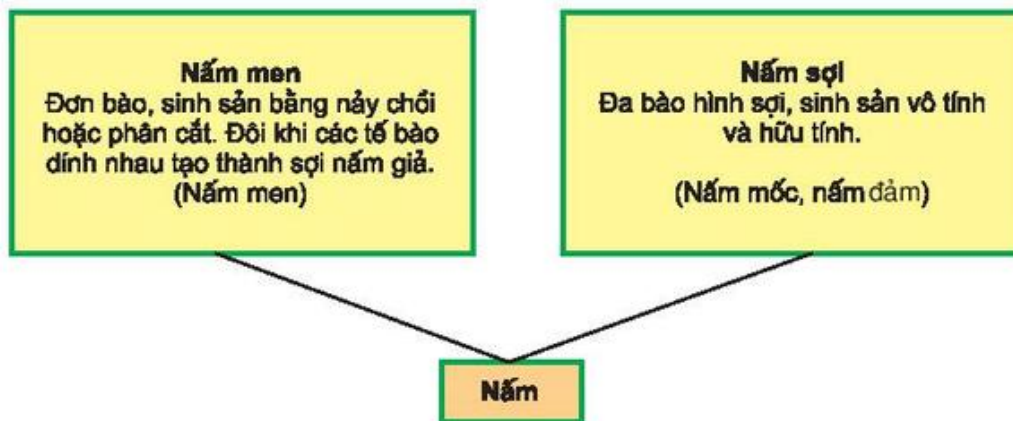 Nấm men
Đơn bào, sinh sản bằng nảy chồi
hoặc phân cắt. Đôi khi các tế bào
dính nhau tạo thành sợi nấm giả.
(Nấm men)
Nấm sợi
Đa bào hình sợi, sinh sản vô tính
và hữu tính.
(Nấm mốc, nấm đảm)
Nấm